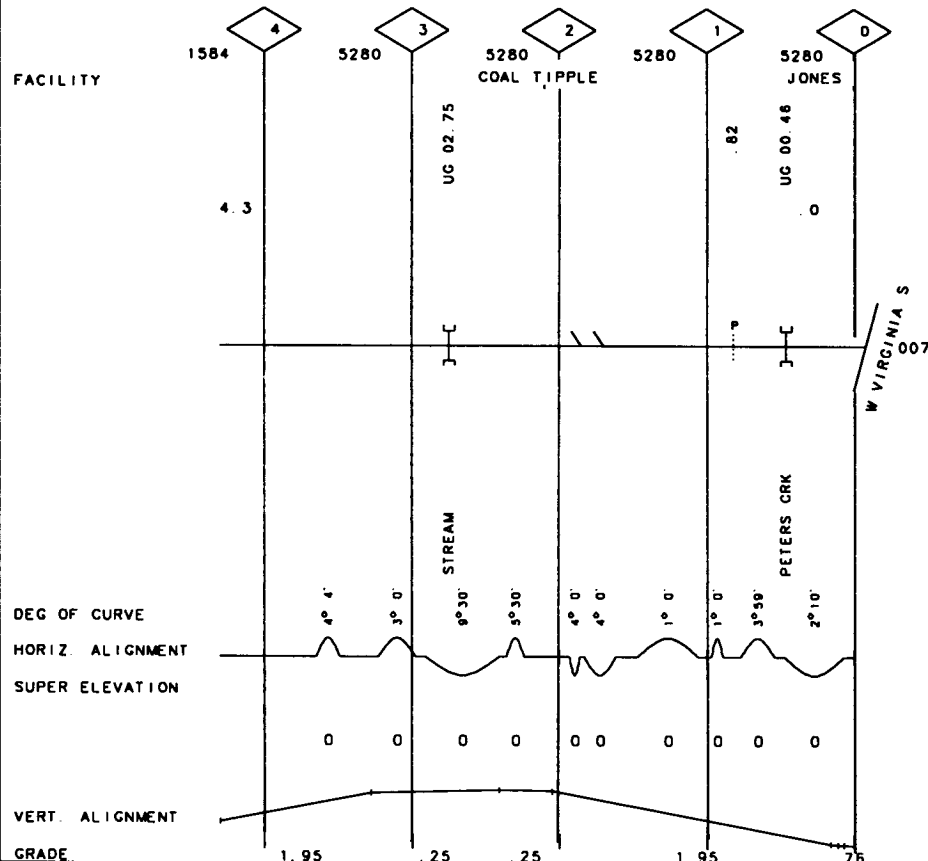 4 3 2 1 0
1584 5280 5280 5280 5280
FACILITY COAL TIPPLE JONES
UG 02.75 .82 UG 00.46
4.3 .0
P
W VIRGINIA S
007
STREAM PETERS CRK
DEG OF CURVE 4° 4' 3° 0' 9°30' 5°30' 4° 0' 4° 0' 1° 0' 1° 0' 3°59' 2°10'
HORIZ. ALIGNMENT
SUPER ELEVATION
0 0 0 0 0 0 0 0 0 0
VERT. ALIGNMENT
GRADE 1.95 .25 .25 1.95 .76